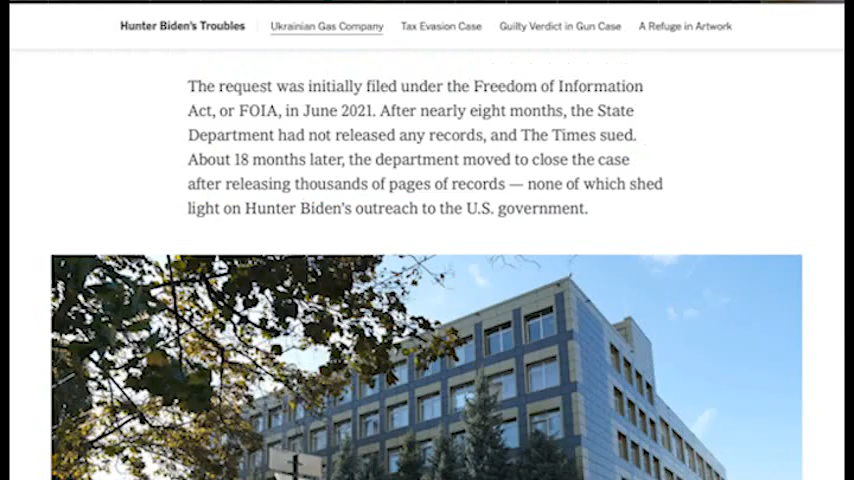 Hunter Biden's Troubles Ukrainian Gas Company Tax Evasion Case Guilty Verdict in Gun Case A Refuge in Artwork
The request was initially filed under the Freedom of Information
Act, or FOIA, in June 2021. After nearly eight months, the State
Department had not released any records, and The Times sued.
About 18 months later, the department moved to close the case
after releasing thousands of pages of records — none of which shed
light on Hunter Biden's outreach to the U.S. government.